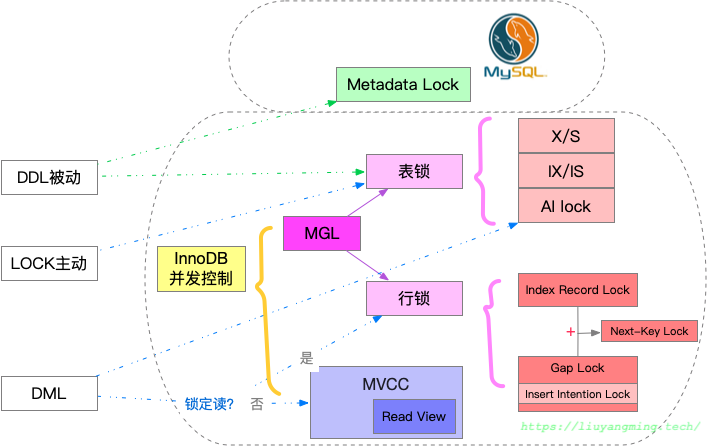 MySQL
Metadata Lock
X/S
DDL被动
表锁
IX/IS
AI lock
MGL
LOCK主动
InnoDB
并发控制
行锁
Index Record Lock
+
Next-Key Lock
是
Gap Lock
MVCC
DML
锁定读?
否
Insert Intention Lock
Read View
https://liuyangming.tech/